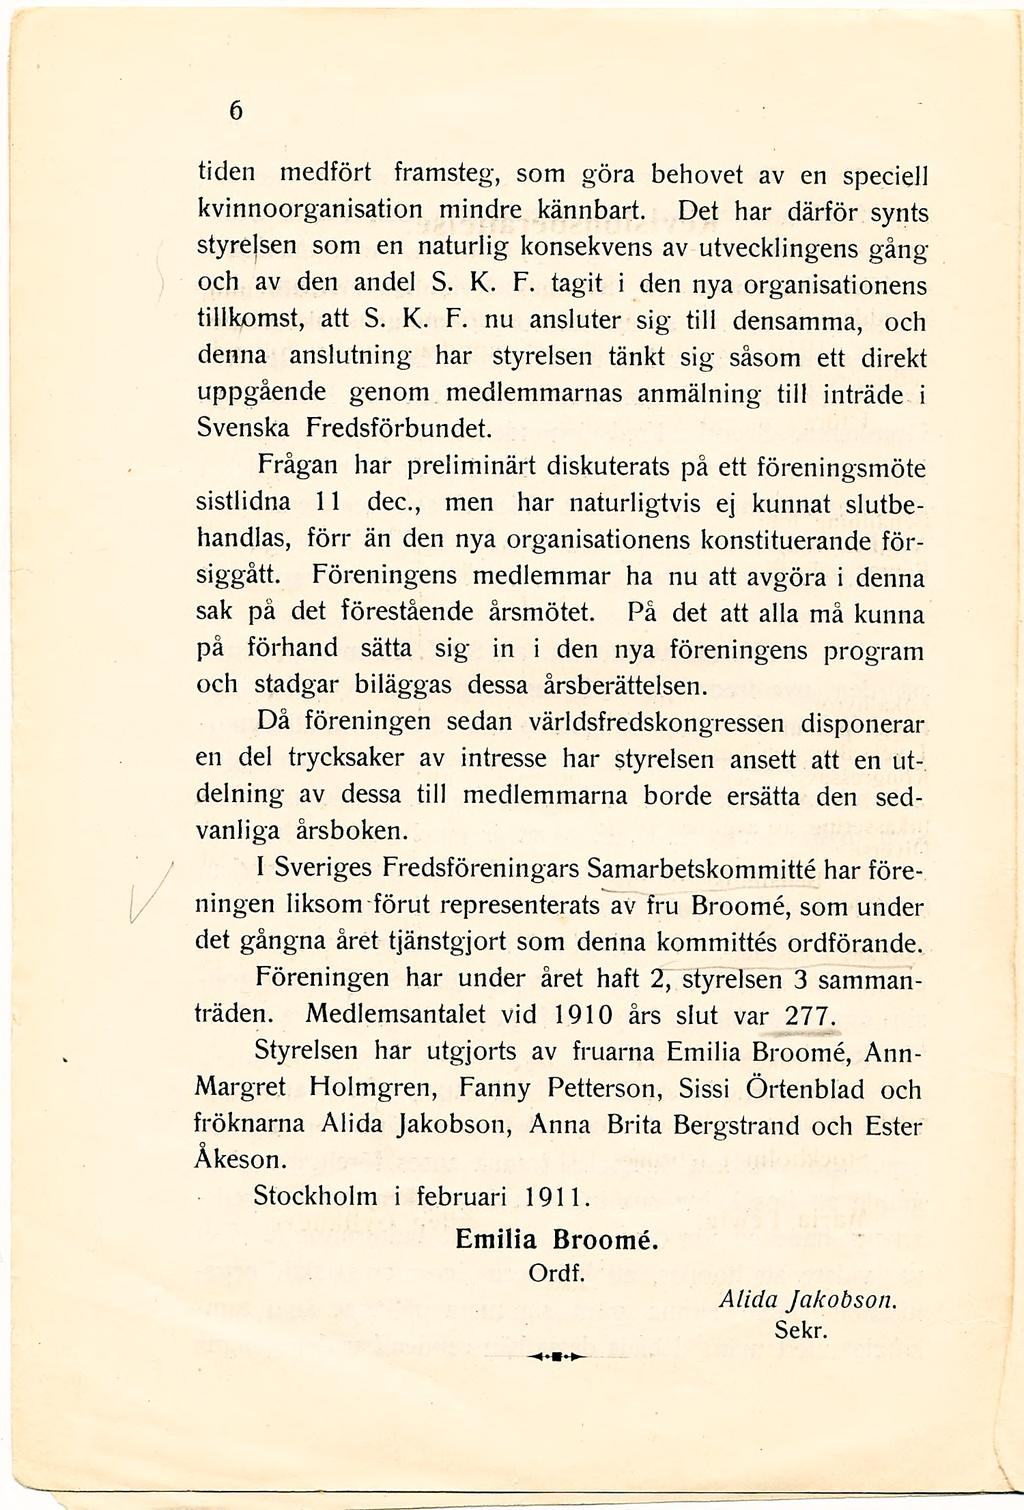 6
tiden medfört framsteg, som göra behovet av en speciell
kvinnoorganisation mindre kännbart. Det har därför synts
styrelsen som en naturlig konsekvens av utvecklingens gång
och av den andel S. K. F. tagit i den nya organisationens
tillkomst, att S. K. F. nu ansluter sig till densamma, och
denna anslutning har styrelsen tänkt sig såsom ett direkt
uppgående genom medlemmarnas anmälning till inträde i
Svenska Fredsförbundet.
Frågan har preliminärt diskuterats på ett föreningsmöte
sistlidna 11 dec., men har naturligtvis ej kunnat slutbe-
handlas, förr än den nya organisationens konstituerande för-
siggått. Föreningens medlemmar ha nu att avgöra i denna
sak på det förestående årsmötet. På det att alla må kunna
på förhand sätta sig in i den nya föreningens program
och stadgar biläggas dessa årsberättelsen.
Då föreningen sedan världsfredskongressen disponerar
en del trycksaker av intresse har styrelsen ansett att en ut-
delning av dessa till medlemmarna borde ersätta den sed-
vanliga årsboken.
I Sveriges Fredsföreningars Samarbetskommitté har före-
ningen liksom förut representerats av fru Broomé, som under
det gångna året tjänstgjort som denna kommittés ordförande.
Föreningen har under året haft 2, styrelsen 3 samman-
träden. Medlemsantalet vid 1910 års slut var 277.
Styrelsen har utgjorts av fruarna Emilia Broomé, Ann-
Margret Holmgren, Fanny Petterson, Sissi Örtenblad och
fröknarna Alida Jakobson, Anna Brita Bergstrand och Ester
Åkeson.
Stockholm i februari 1911.
Emilia Broomé.
Ordf.
Alida Jakobson.
Sekr.